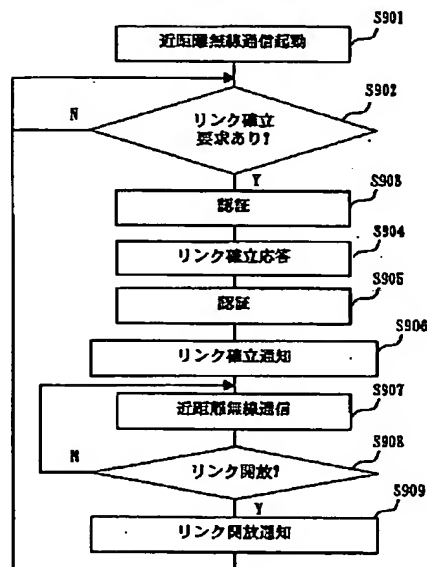 S901
近距離無線通信起動
S902
N
リンク確立
要求あり?
Y
S903
認証
S904
リンク確立応答
S905
認証
S906
リンク確立通知
S907
近距離無線通信
S908
N
リンク開放?
Y
S909
リンク開放通知